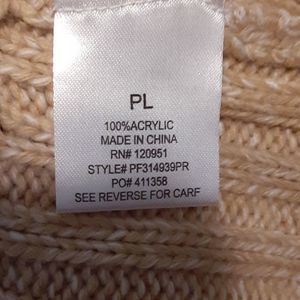 PL
100%ACRYLIC
MADE IN CHINA
RN# 120951
STYLE# PF314939PR
PO# 411358
SEE REVERSE FOR CARF